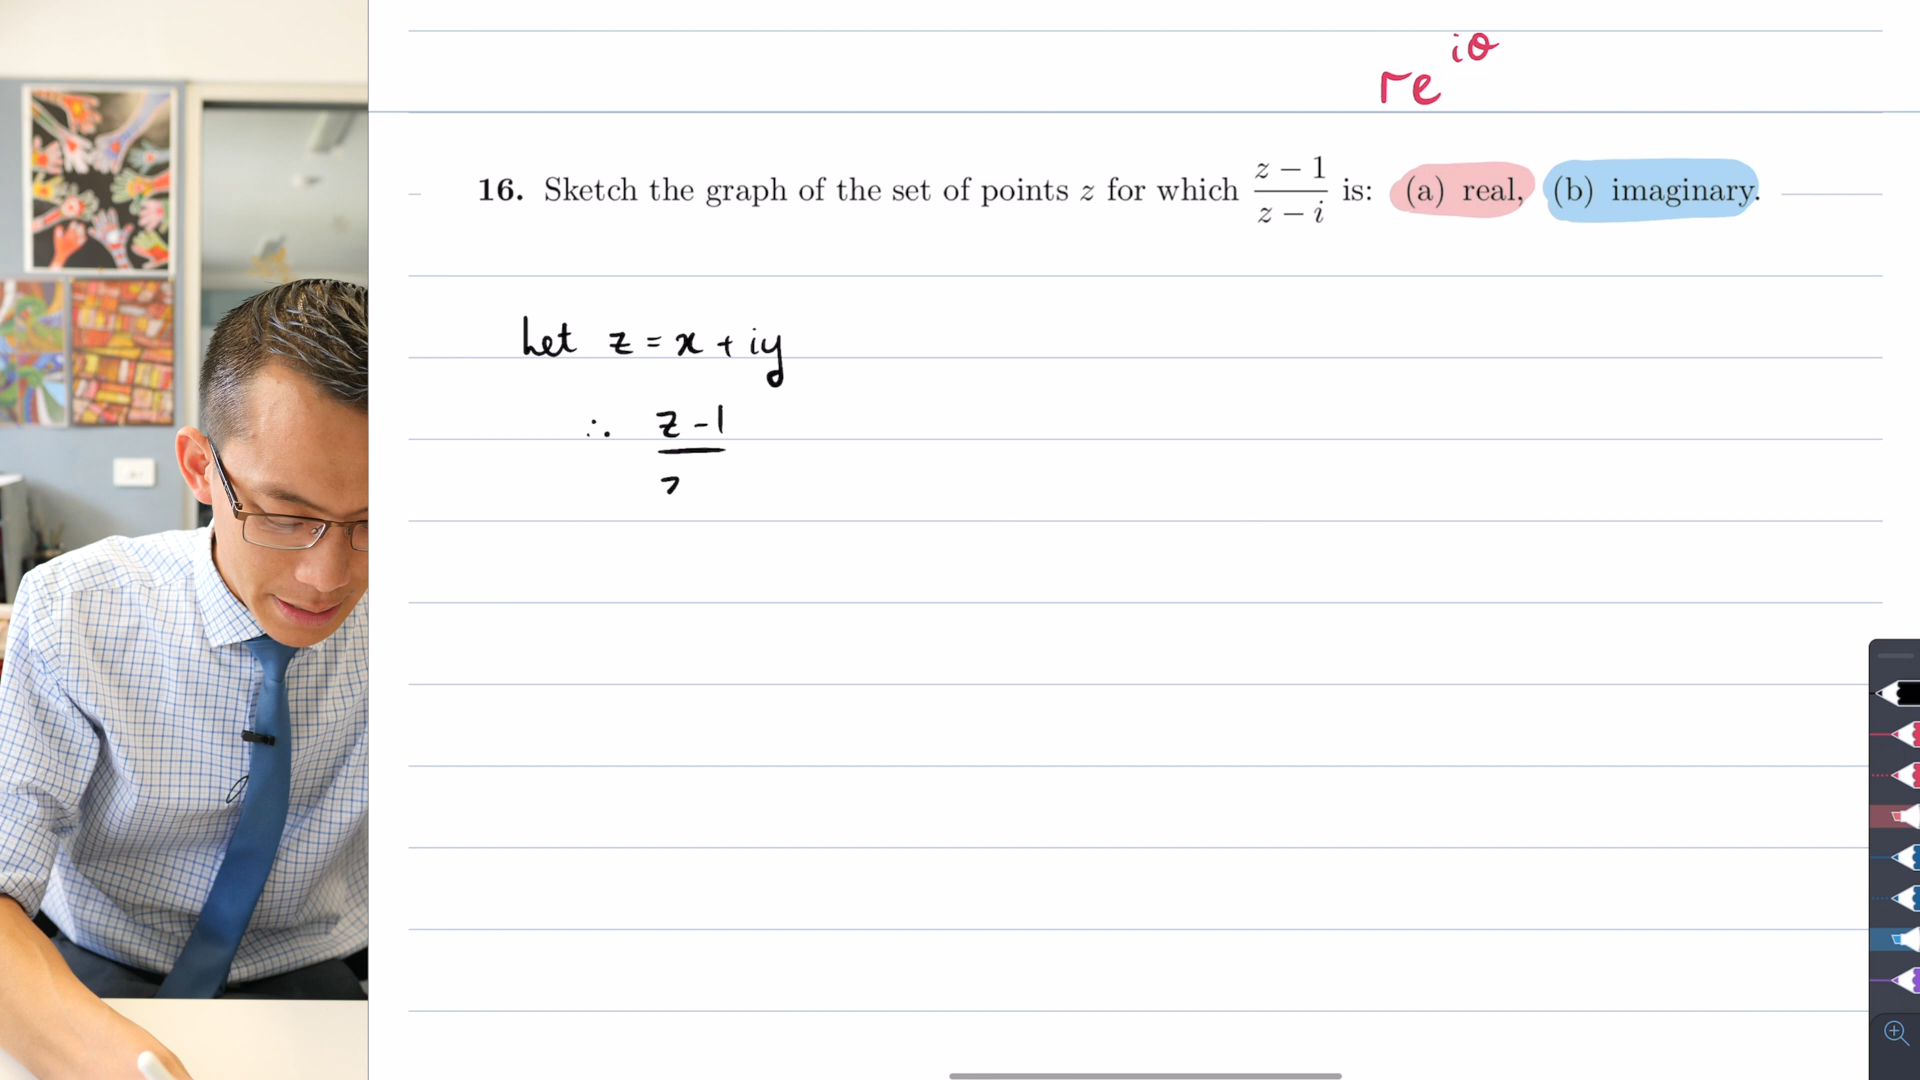 re^{iθ}
16. Sketch the graph of the set of points z for which \frac{z − 1}{z − i} is: (a) real, (b) imaginary.
Let z = x + iy
∴ z - 1